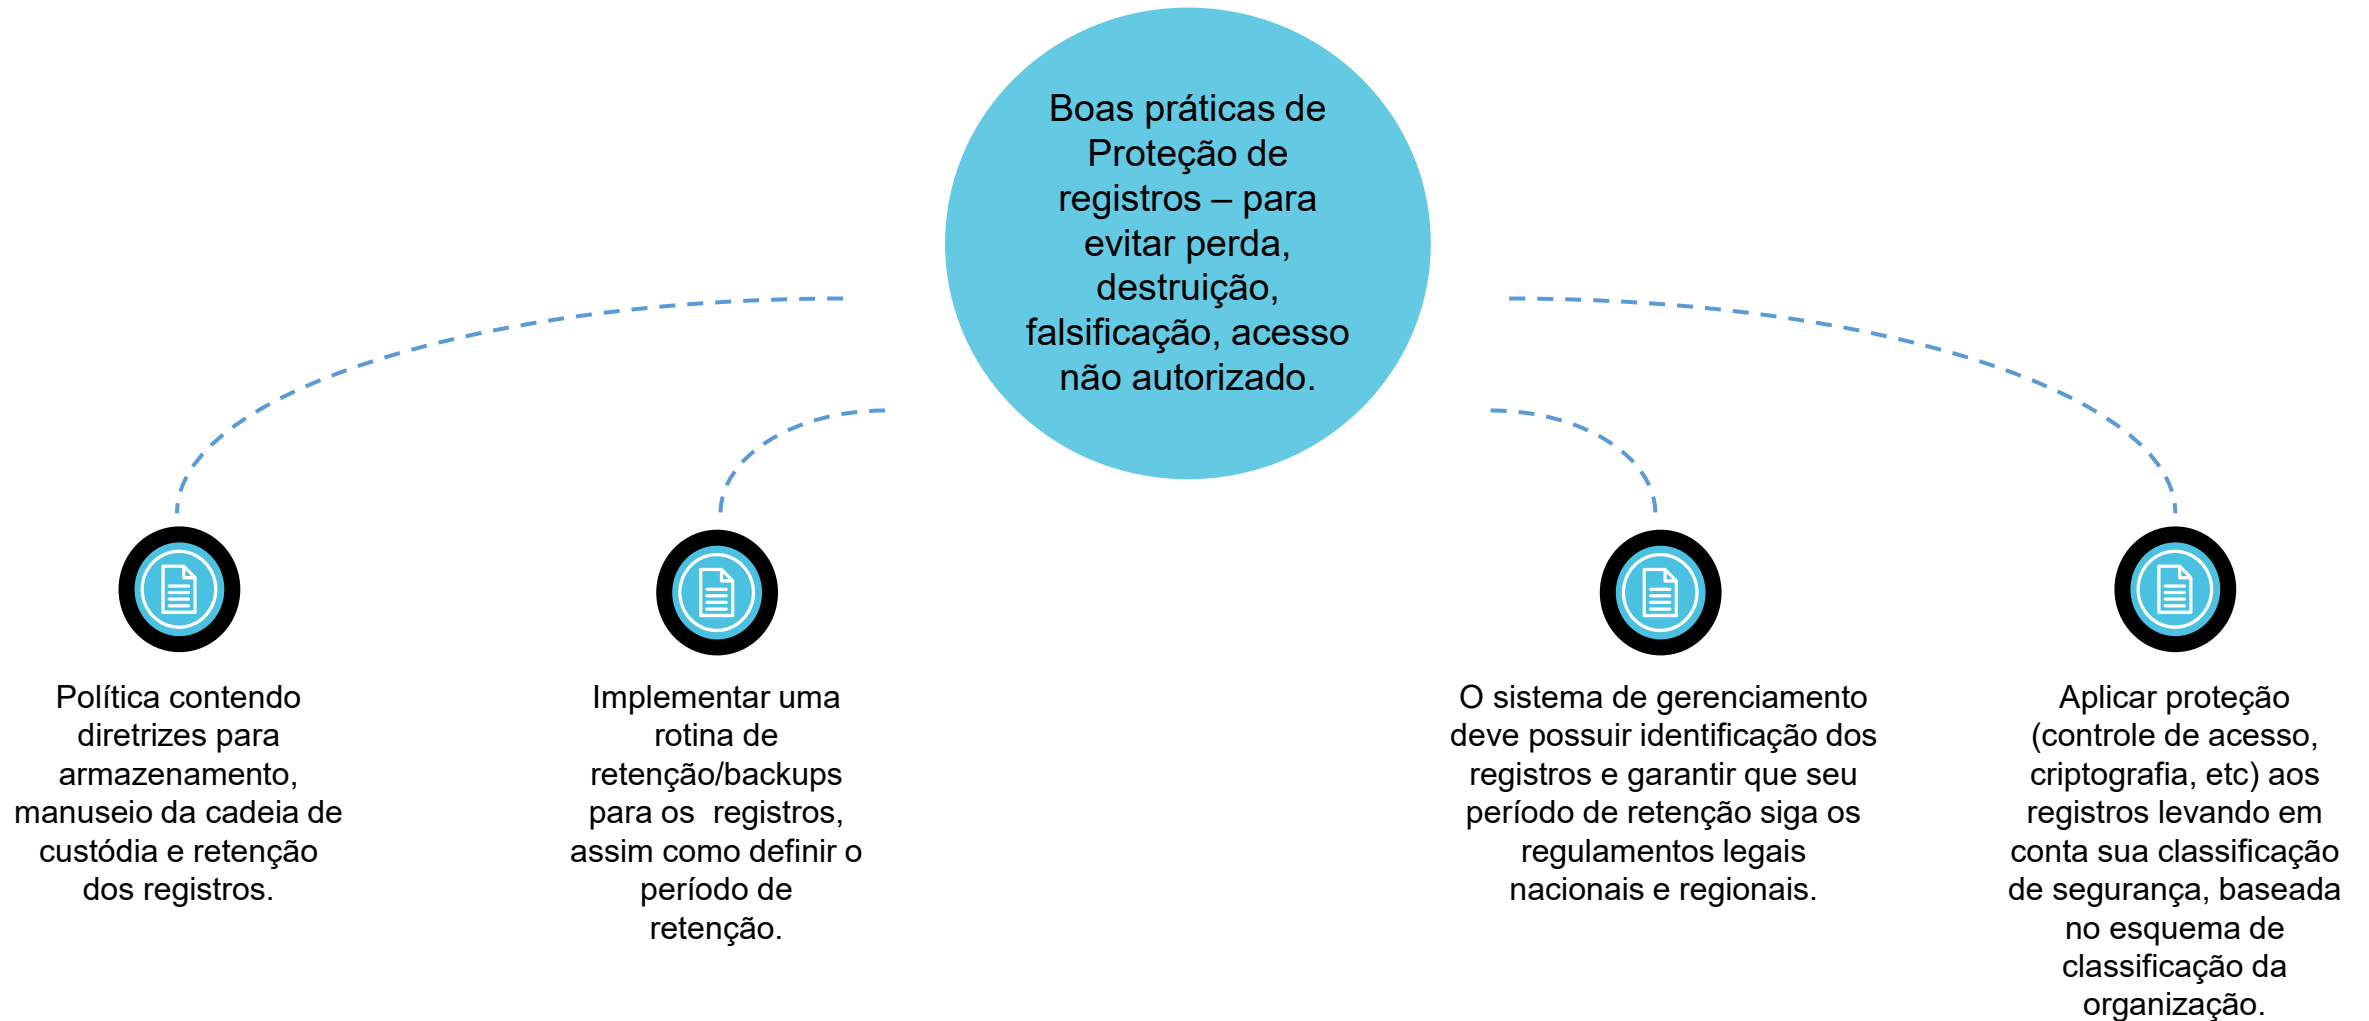 Boas práticas de
Proteção de
registros – para
evitar perda,
destruição,
falsificação, acesso
não autorizado.
Política contendo
diretrizes para
armazenamento,
manuseio da cadeia de
custódia e retenção
dos registros.
Implementar uma
rotina de
retenção/backups
para os  registros,
assim como definir o
período de
retenção.
O sistema de gerenciamento
deve possuir identificação dos
registros e garantir que seu
período de retenção siga os
regulamentos legais
nacionais e regionais.
Aplicar proteção
(controle de acesso,
criptografia, etc) aos
registros levando em
conta sua classificação
de segurança, baseada
no esquema de
classificação da
organização.